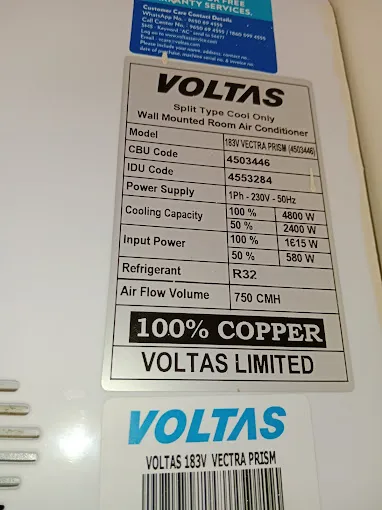 WARRANTY SERVICES.
Customer Care Contact Details
VOLTAS
Split Type Cool Only
Wall Mounted Room Air Conditioner
Model 183V VECTRA PRISM (4503446)
CBU Code 4503446
IDU Code 4553284
Power Supply 1Ph - 230V - 50Hz
Cooling Capacity 100 % 4800 W
50 % 2400 W
Input Power 100 % 1615 W
50 % 580 W
Refrigerant R32
Air Flow Volume 750 CMH
100% COPPER
VOLTAS LIMITED
VOLTAS
VOLTAS 183V VECTRA PRISM